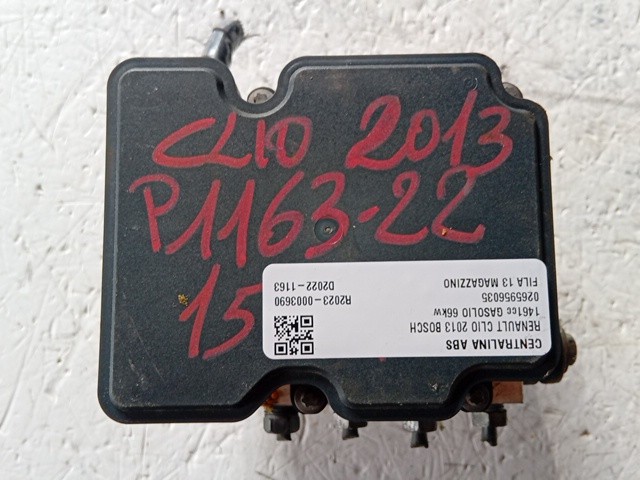 CLIO 2013
P1163-22
15
CENTRALINA ABS
RENAULT CLIO 2013 BOSCH
1461cc GASOLIO 66kw
0265956035
FILA 13 MAGAZZINO
R2023-0003690
D2022-1163